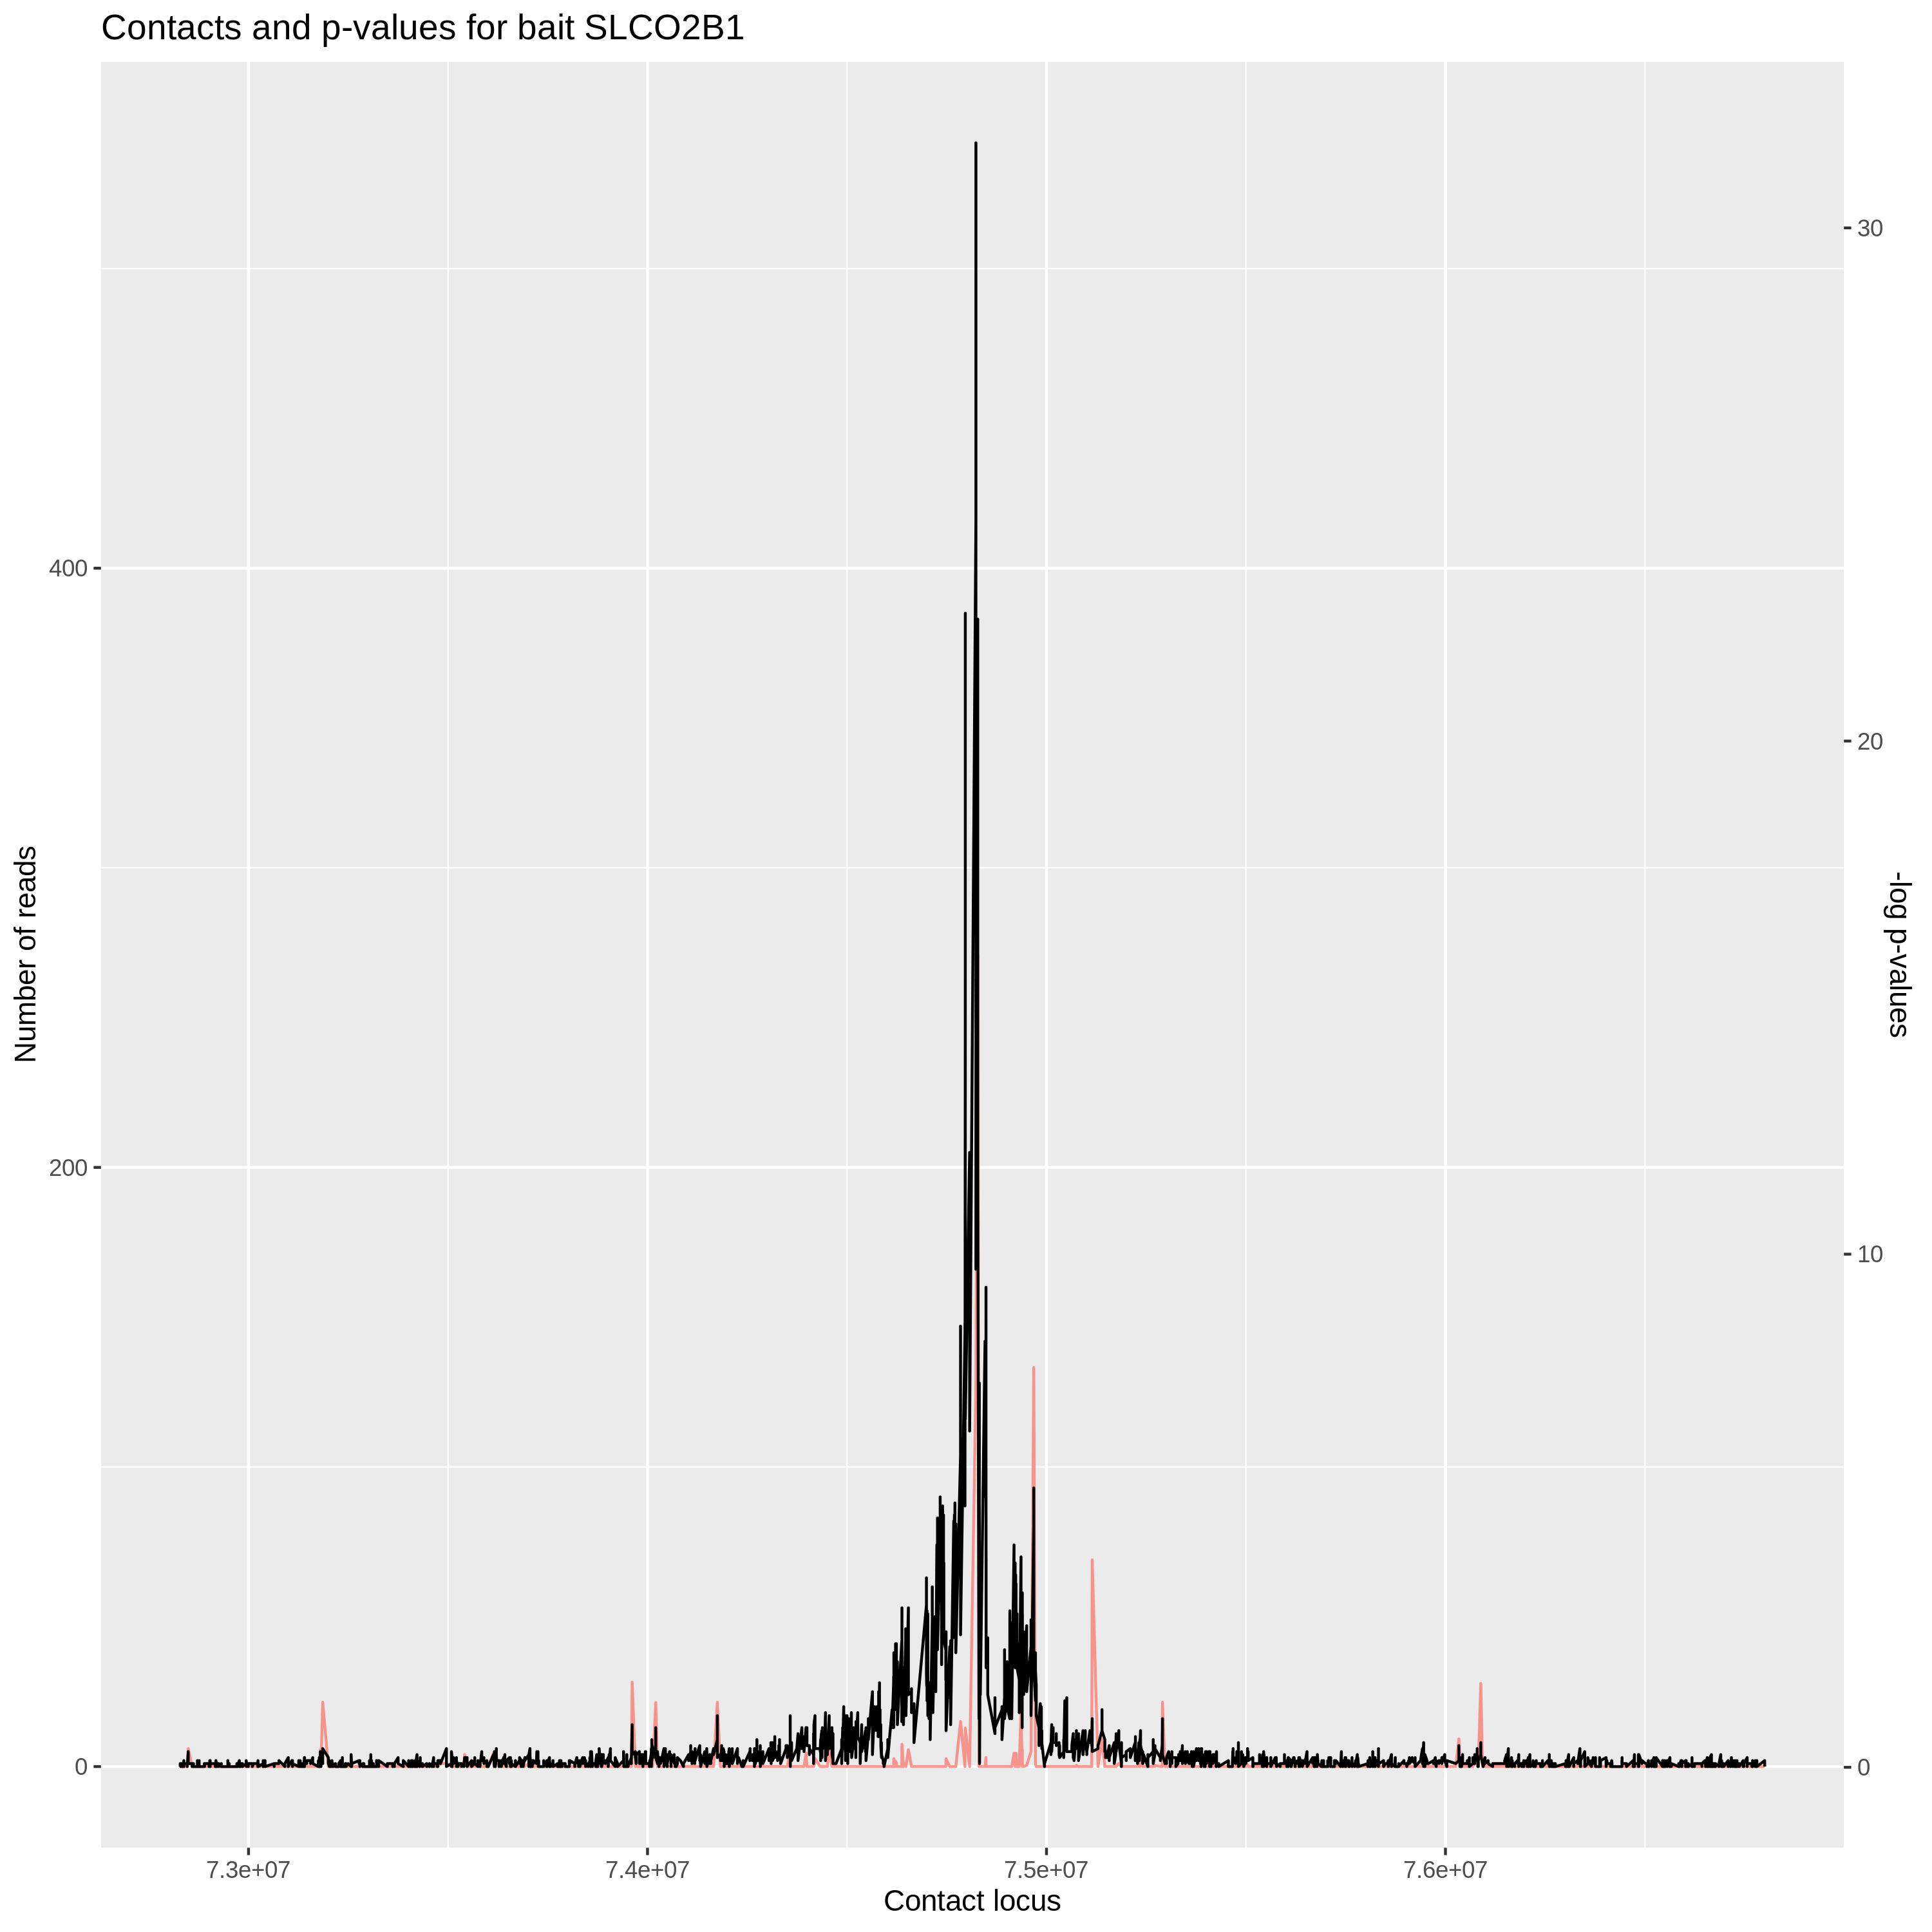 Contacts and p-values for bait SLCO2B1
Number of reads
400
200
0
30
20
10
0
-log p-values
7.3e+07 7.4e+07 7.5e+07 7.6e+07
Contact locus